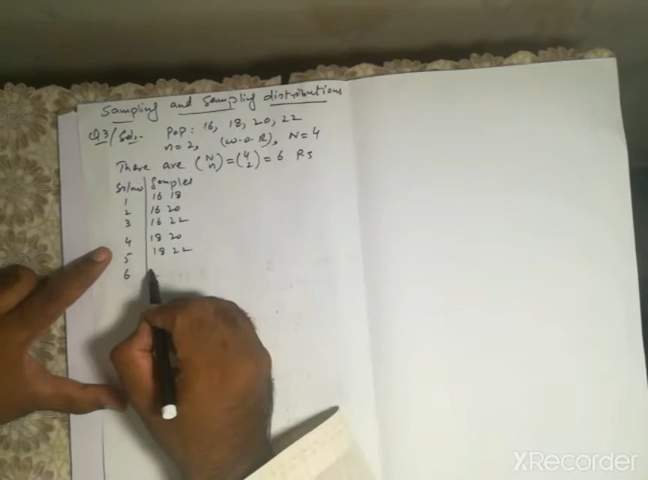 Sampling and Sampling distributions
Q3/ Sol:- Pop: 16, 18, 20, 22
n = 2, (w.o.R), N = 4
There are (N n) = (4 2) = 6 R S
Sr/no Samples
1 16 18
2 16 20
3 16 22
4 18 20
5 18 22
6
XRecorder